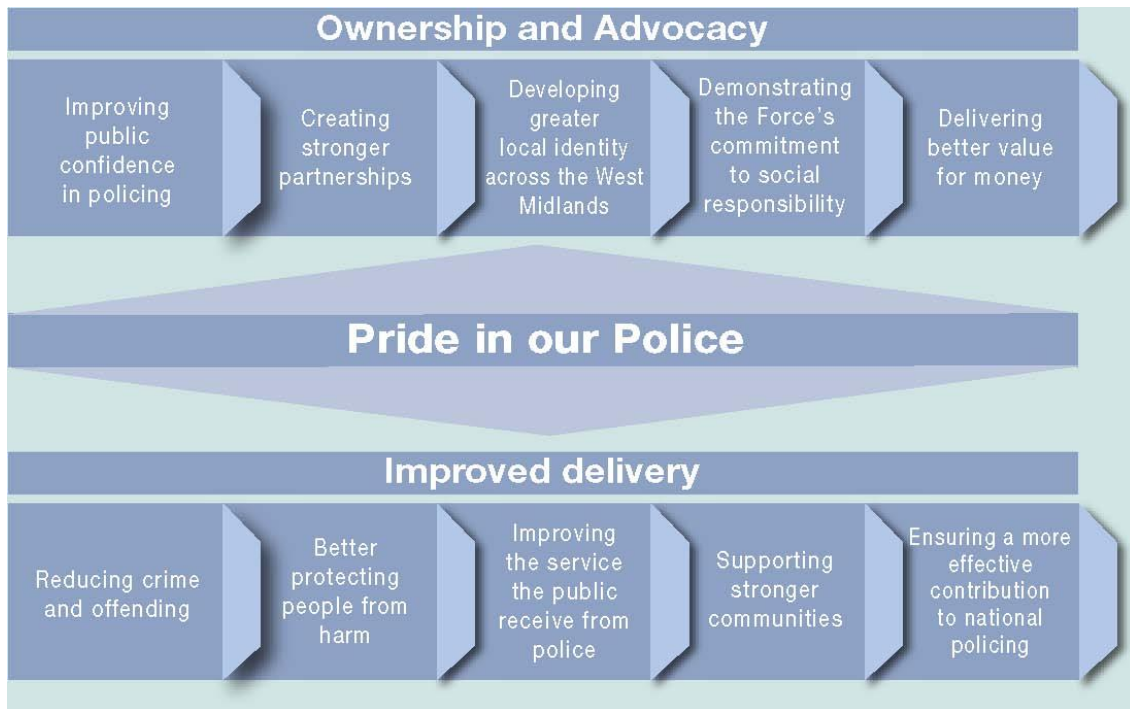 Ownership and Advocacy
Improving
public
confidence
in policing
Creating
stronger
partnerships
Developing
greater
local identity
across the West
Midlands
Demonstrating
the Force's
commitment
to social
responsibility
Delivering
better value
for money
Pride in our Police
Improved delivery
Reducing crime
and offending
Better
protecting
people from
harm
Improving
the service
the public
receive from
police
Supporting
stronger
communities
Ensuring a more
effective
contribution
to national
policing